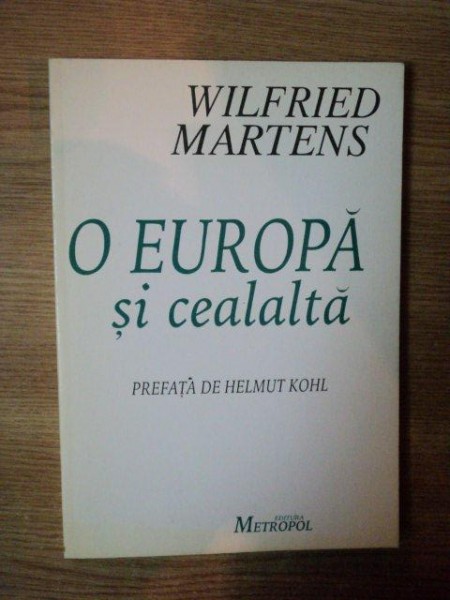 WILFRIED
MARTENS
O EUROPĂ
și cealaltă
PREFAȚĂ DE HELMUT KOHL
EDITURA
METROPOL